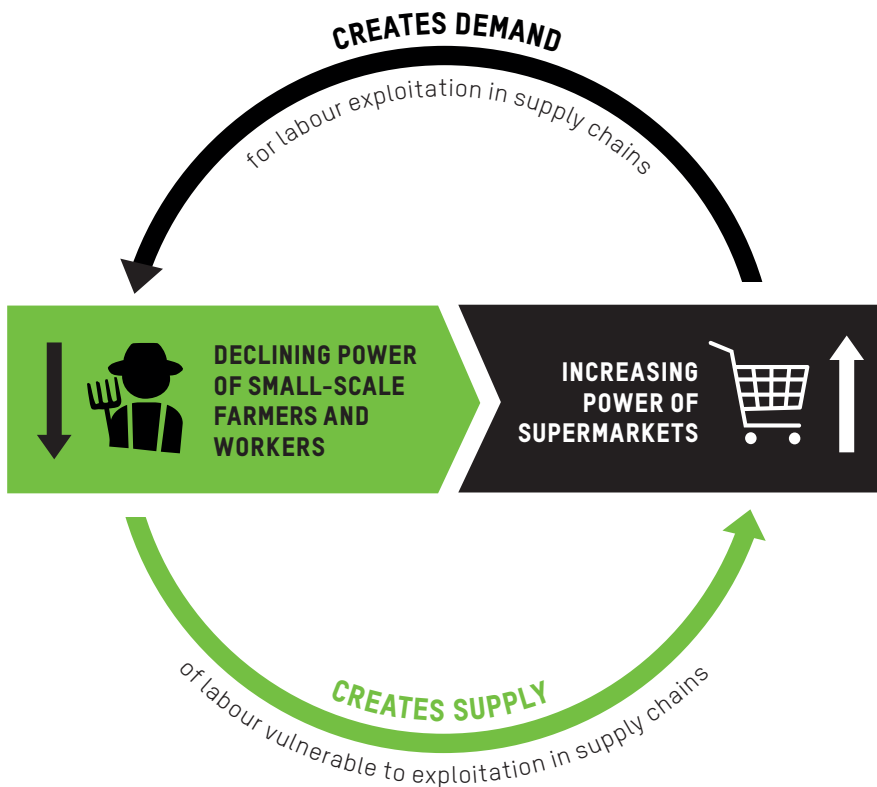 CREATES DEMAND
for labour exploitation in supply chains
DECLINING POWER
OF SMALL-SCALE
FARMERS AND
WORKERS
INCREASING
POWER OF
SUPERMARKETS
CREATES SUPPLY
of labour vulnerable to exploitation in supply chains